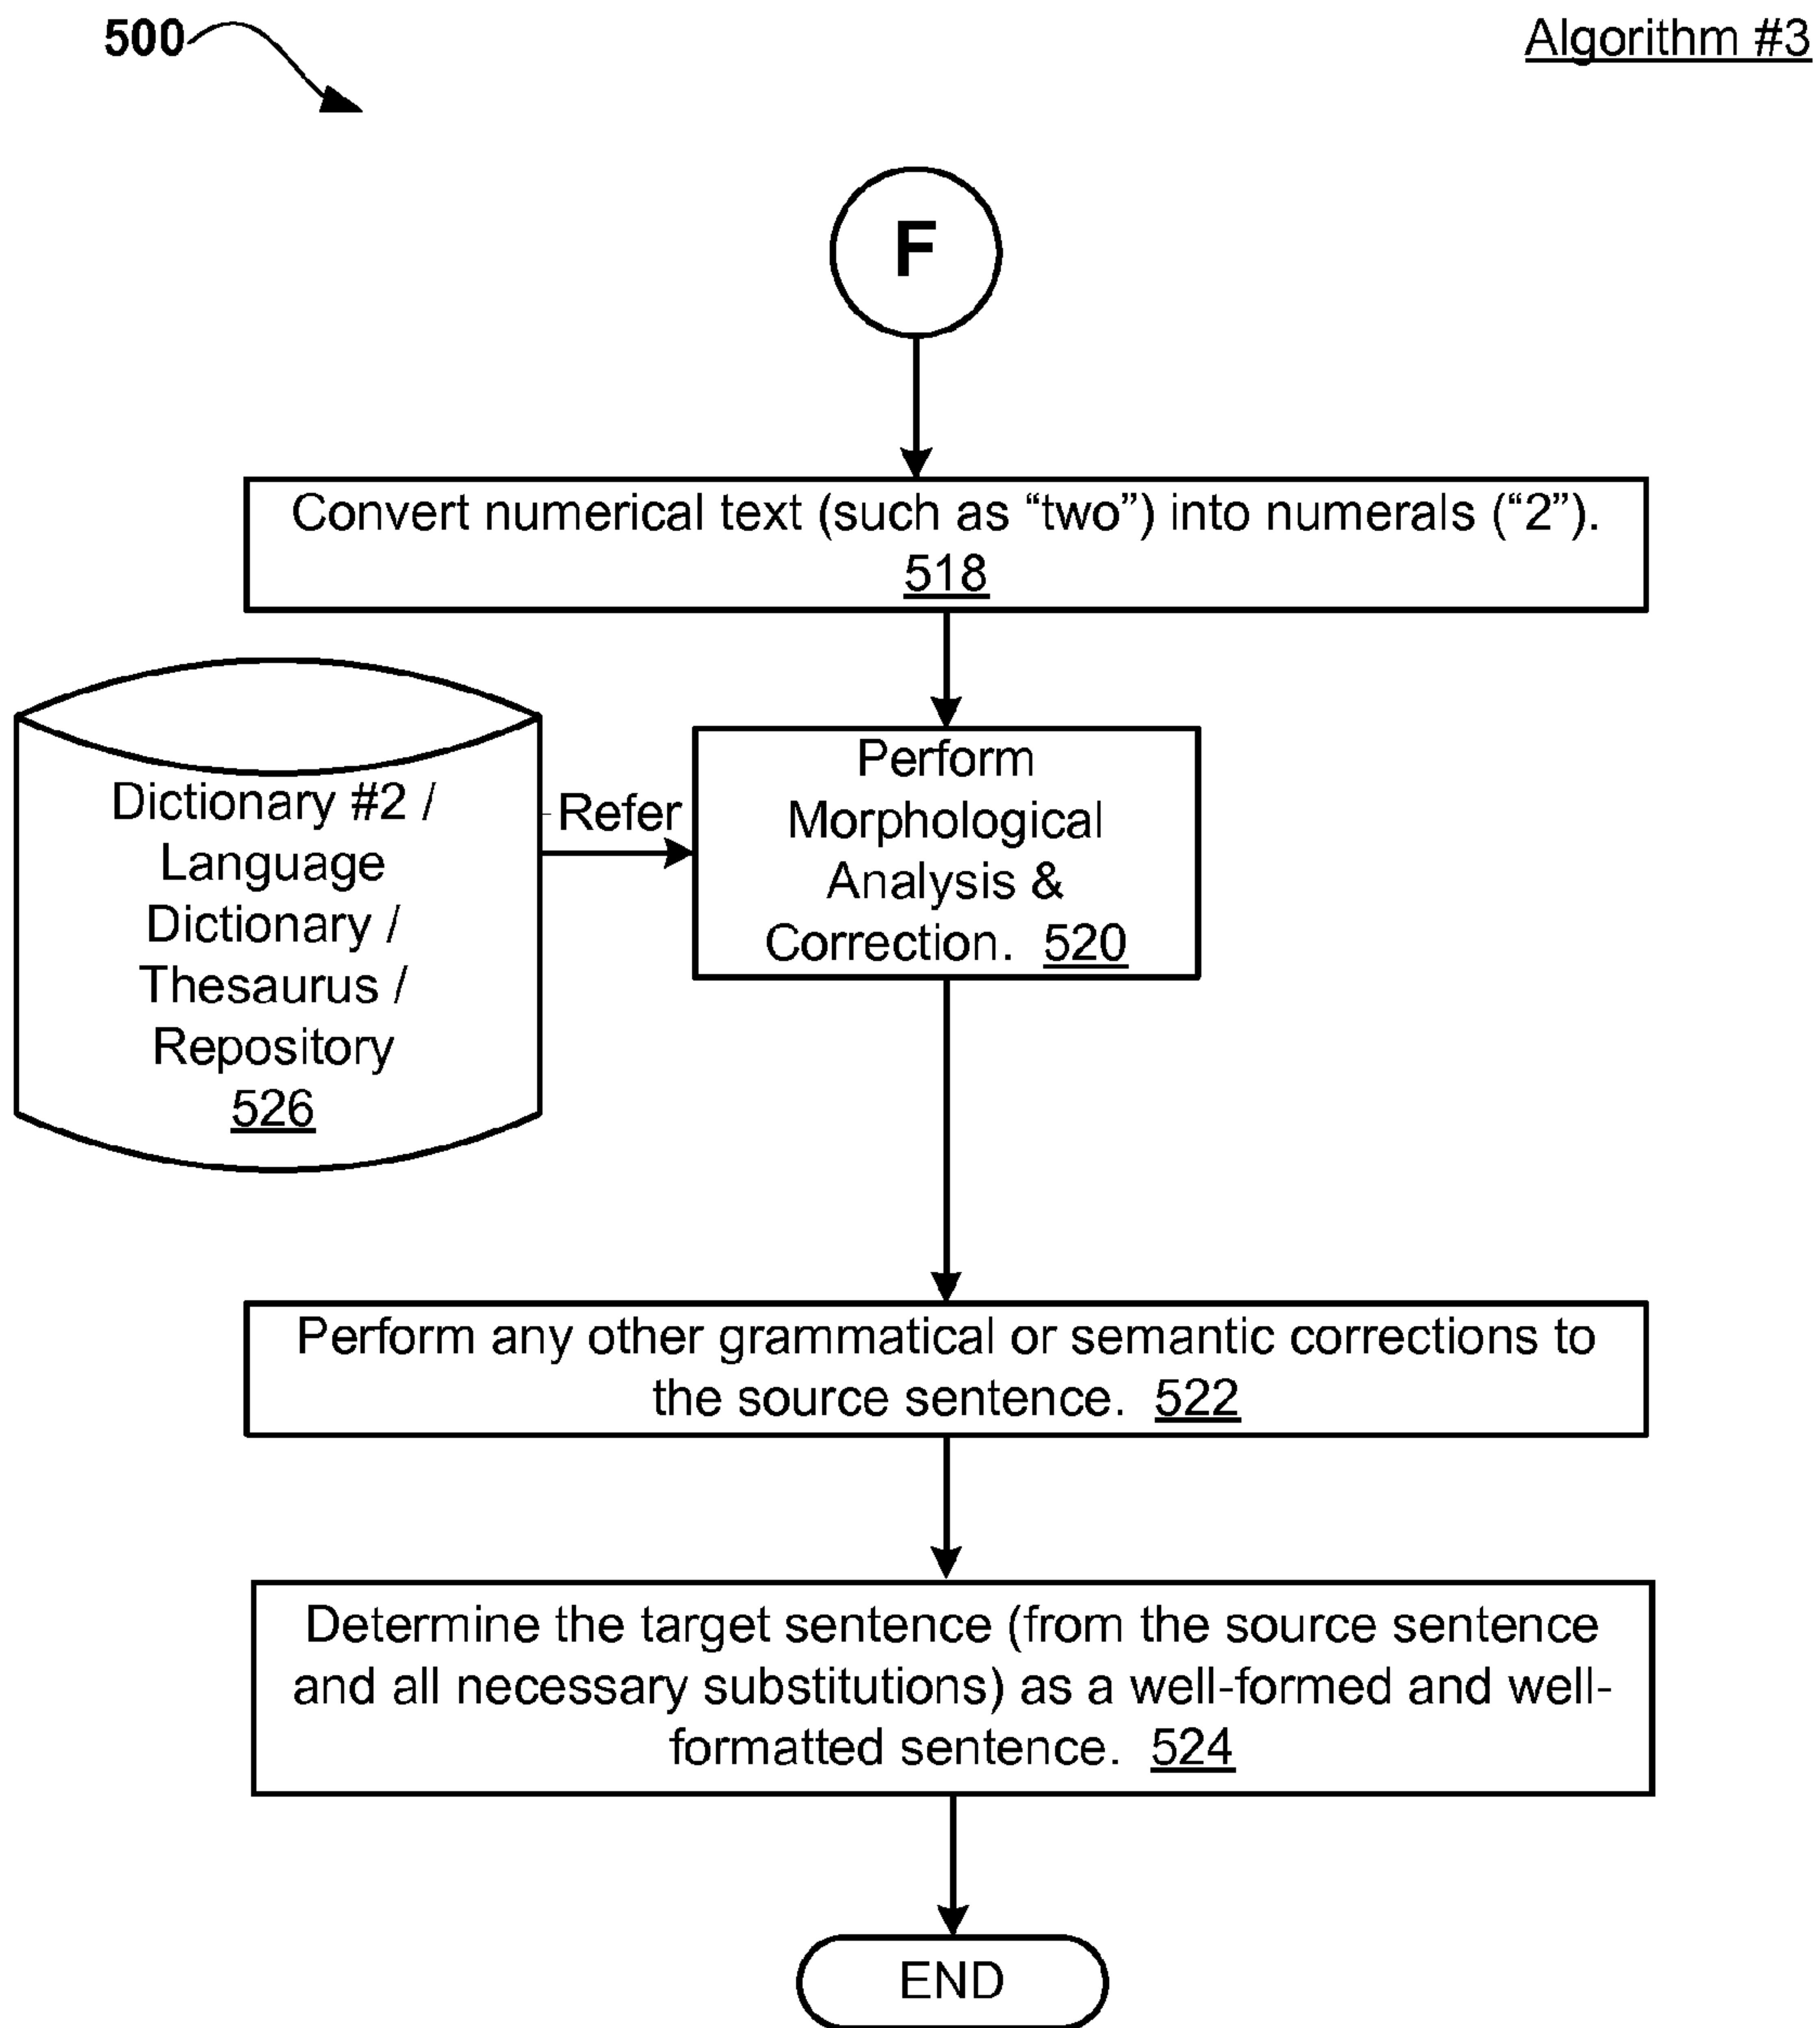 500
Algorithm #3
F
Convert numerical text (such as “two”) into numerals (“2”).
518
Dictionary #2 /
Language
Dictionary /
Thesaurus /
Repository
526
Refer
Perform
Morphological
Analysis &
Correction. 520
Perform any other grammatical or semantic corrections to
the source sentence. 522
Determine the target sentence (from the source sentence
and all necessary substitutions) as a well-formed and well-
formatted sentence. 524
END